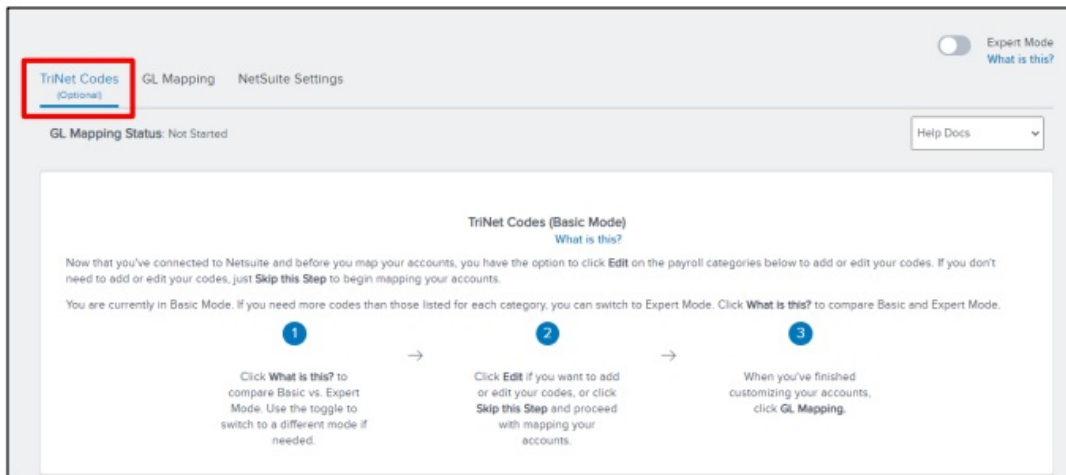 Expert Mode
What is this?
TriNet Codes
(Optional)
GL Mapping
NetSuite Settings
GL Mapping Status: Not Started
Help Docs
TriNet Codes (Basic Mode)
What is this?
Now that you've connected to Netsuite and before you map your accounts, you have the option to click Edit on the payroll categories below to add or edit your codes. If you don't
need to add or edit your codes, just Skip this Step to begin mapping your accounts.
You are currently in Basic Mode. If you need more codes than those listed for each category, you can switch to Expert Mode. Click What is this? to compare Basic and Expert Mode.
1
Click What is this? to
compare Basic vs. Expert
Mode. Use the toggle to
switch to a different mode if
needed.
2
Click Edit if you want to add
or edit your codes, or click
Skip this Step and proceed
with mapping your
accounts.
3
When you've finished
customizing your accounts,
click GL Mapping.